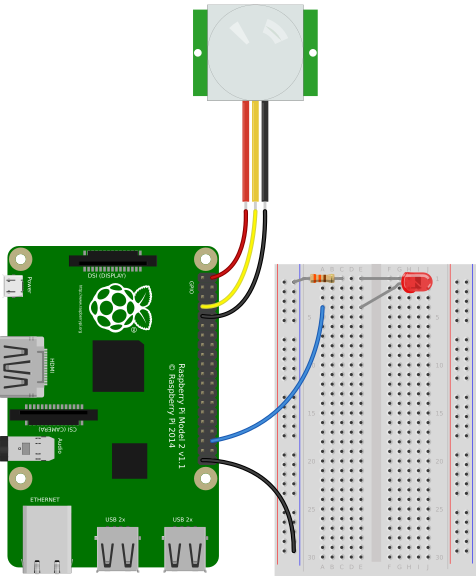 DSI (DISPLAY)
Power
GPIO
http://www.raspberrypi.org
®
HDMI
Raspberry Pi Model 2 v1.1
© Raspberry Pi 2014
CSI (CAMERA)
Audio
ETHERNET
USB 2x
USB 2x
A B C D E
F G H I J
1
1
5
5
10
10
15
15
20
20
25
25
30
30
A B C D E
F G H I J